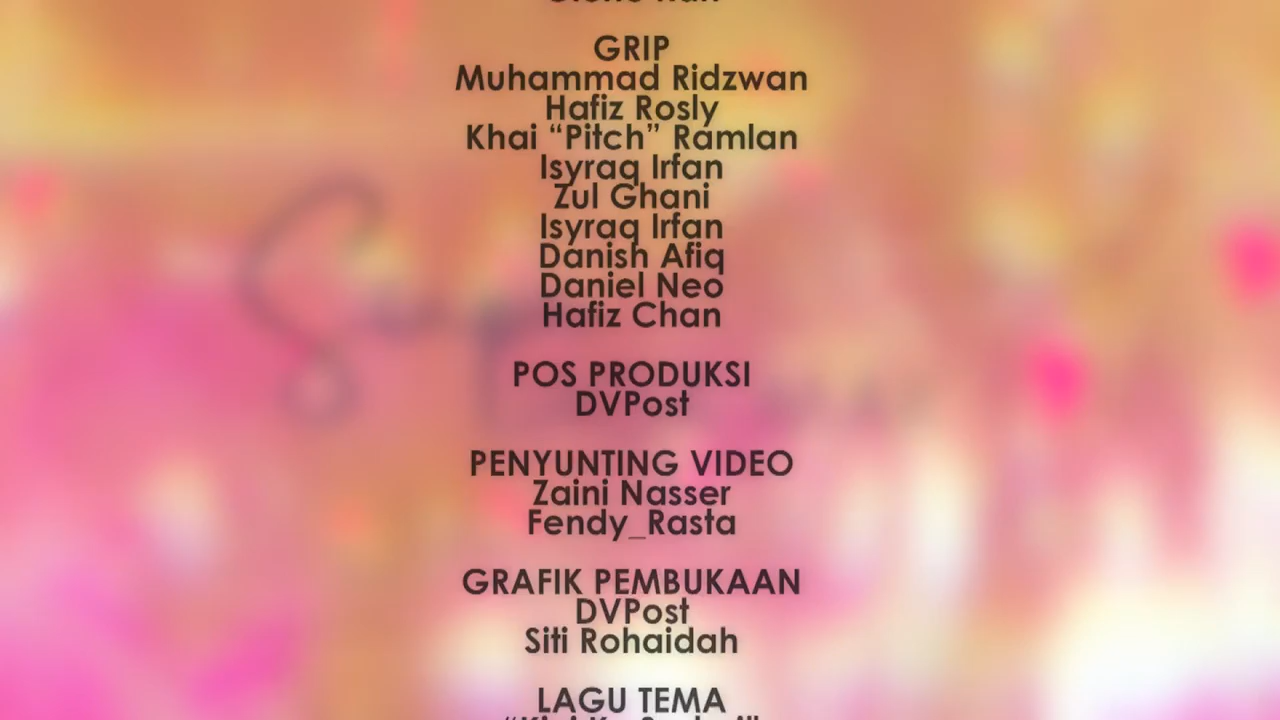 GRIP
Muhammad Ridzwan
Hafiz Rosly
Khai “Pitch” Ramlan
Isyraq Irfan
Zul Ghani
Isyraq Irfan
Danish Afiq
Daniel Neo
Hafiz Chan
POS PRODUKSI
DVPost
PENYUNTING VIDEO
Zaini Nasser
Fendy_Rasta
GRAFIK PEMBUKAAN
DVPost
Siti Rohaidah
LAGU TEMA